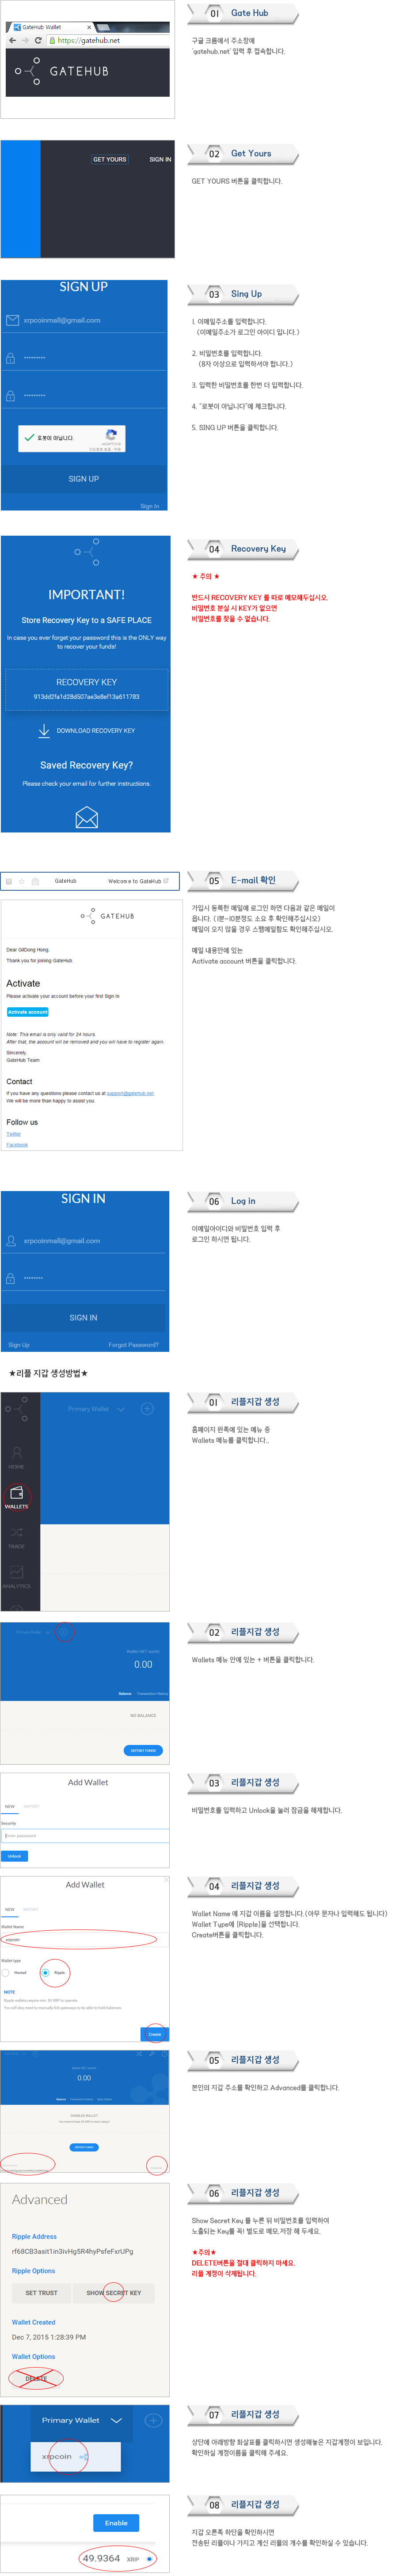 GateHub Wallet
https://gatehub.net
GATEHUB
01 Gate Hub
구글 크롬에서 주소창에
'gatehub.net' 입력 후 접속합니다.
GET YOURS SIGN IN
02 Get Yours
GET YOURS 버튼을 클릭합니다.
SIGN UP
xrpcoinmall@gmail.com
로봇이 아닙니다.
SIGN UP
Sign In
03 Sing Up
1. 이메일주소를 입력합니다.
(이메일주소가 로그인 아이디 입니다.)
2. 비밀번호를 입력합니다.
(8자 이상으로 입력하셔야 합니다.)
3. 입력한 비밀번호를 한번 더 입력합니다.
4. "로봇이 아닙니다"에 체크합니다.
5. SING UP 버튼을 클릭합니다.
IMPORTANT!
Store Recovery Key to a SAFE PLACE
In case you ever forget your password this is the ONLY way
to recover your funds!
RECOVERY KEY
913dd2fa1d28d507ae3e8ef13a611783
DOWNLOAD RECOVERY KEY
Saved Recovery Key?
Please check your email for further instructions.
04 Recovery Key
★ 주의 ★
반드시 RECOVERY KEY 를 따로 메모해두십시오.
비밀번호 분실 시 KEY가 없으면
비밀번호를 찾을 수 없습니다.
GateHub Welcome to GateHub
GATEHUB
Dear GilDong Hong,
Thank you for joining GateHub.
Activate
Please activate your account before your first Sign In
Activate account
Note: This email is only valid for 24 hours.
After that, the account will be removed and you will have to register again.
Sincerely,
GateHub Team
Contact
If you have any questions please contact us at support@gatehub.net.
We will be more than happy to assist you.
Follow us
Twitter
Facebook
05 E-mail 확인
가입시 등록한 메일에 로그인 하면 다음과 같은 메일이
옵니다. (1분~10분정도 소요 후 확인해주십시오)
메일이 오지 않을 경우 스팸메일함도 확인해주십시오.
메일 내용안에 있는
Activate account 버튼을 클릭합니다.
SIGN IN
xrpcoinmall@gmail.com
SIGN IN
Sign Up Forgot Password?
06 Log in
이메일아이디와 비밀번호 입력 후
로그인 하시면 됩니다.
★리플 지갑 생성방법★
Primary Wallet
HOME
WALLETS
TRADE
ANALYTICS
01 리플지갑 생성
홈페이지 왼쪽에 있는 메뉴 중
Wallets 메뉴를 클릭합니다..
0.00
Balance Transaction History
NO BALANCE
DEPOSIT FUNDS
02 리플지갑 생성
Wallets 메뉴 안에 있는 + 버튼을 클릭합니다.
Add Wallet
NEW IMPORT
Security
Enter password
Unlock
03 리플지갑 생성
비밀번호를 입력하고 Unlock을 눌러 잠금을 해제합니다.
Add Wallet
NEW IMPORT
Wallet Name
xrpcoin
Wallet type
Hosted Ripple
NOTE
Ripple wallets require min. 50 XRP to operate.
You will also need to manually link gateways to be able to hold balances.
Create
04 리플지갑 생성
Wallet Name 에 지갑 이름을 설정합니다.(아무 문자나 입력해도 됩니다)
Wallet Type에 [Ripple]을 선택합니다.
Create버튼을 클릭합니다.
0.00
DEPOSIT FUNDS
05 리플지갑 생성
본인의 지갑 주소를 확인하고 Advanced를 클릭합니다.
Advanced
Ripple Address
rf68CB3asit1in3ivHg5R4hyPsfeFxrUPg
Ripple Options
SET TRUST SHOW SECRET KEY
Wallet Created
Dec 7, 2015 1:28:39 PM
Wallet Options
DELETE
06 리플지갑 생성
Show Secret Key 를 누른 뒤 비밀번호를 입력하여
노출되는 Key를 꼭! 별도로 메모,저장 해 두세요.
★주의★
DELETE버튼을 절대 클릭하지 마세요.
리플 계정이 삭제됩니다.
Primary Wallet
xrpcoin
07 리플지갑 생성
상단에 아래방향 화살표를 클릭하시면 생성해놓은 지갑계정이 보입니다.
확인하실 계정이름을 클릭해 주세요.
Enable
49.9364 XRP
08 리플지갑 생성
지갑 오른쪽 하단을 확인하시면
전송된 리플이나 가지고 계신 리플의 개수를 확인하실 수 있습니다.